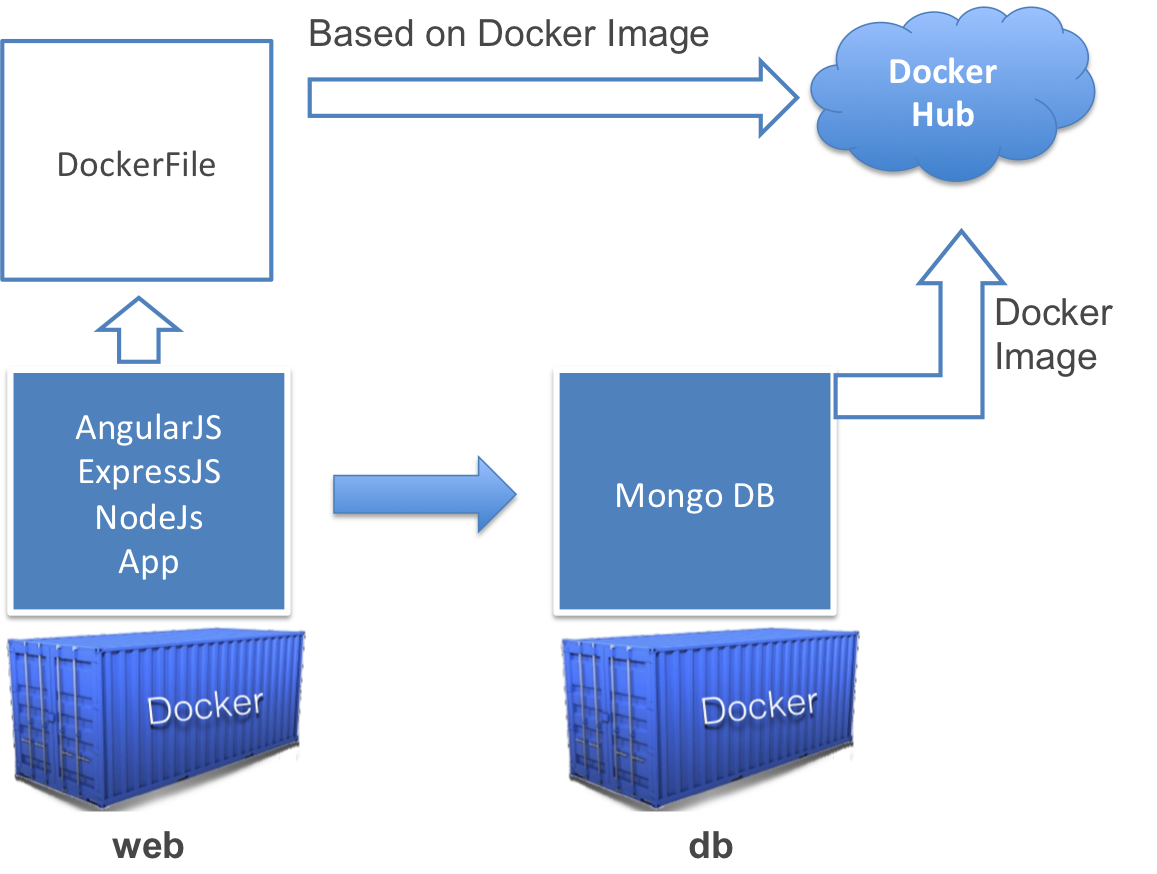 Based on Docker Image
Docker
Hub
DockerFile
Docker
Image
AngularJS
ExpressJS
NodeJs
App
Mongo DB
Docker
Docker
web
db